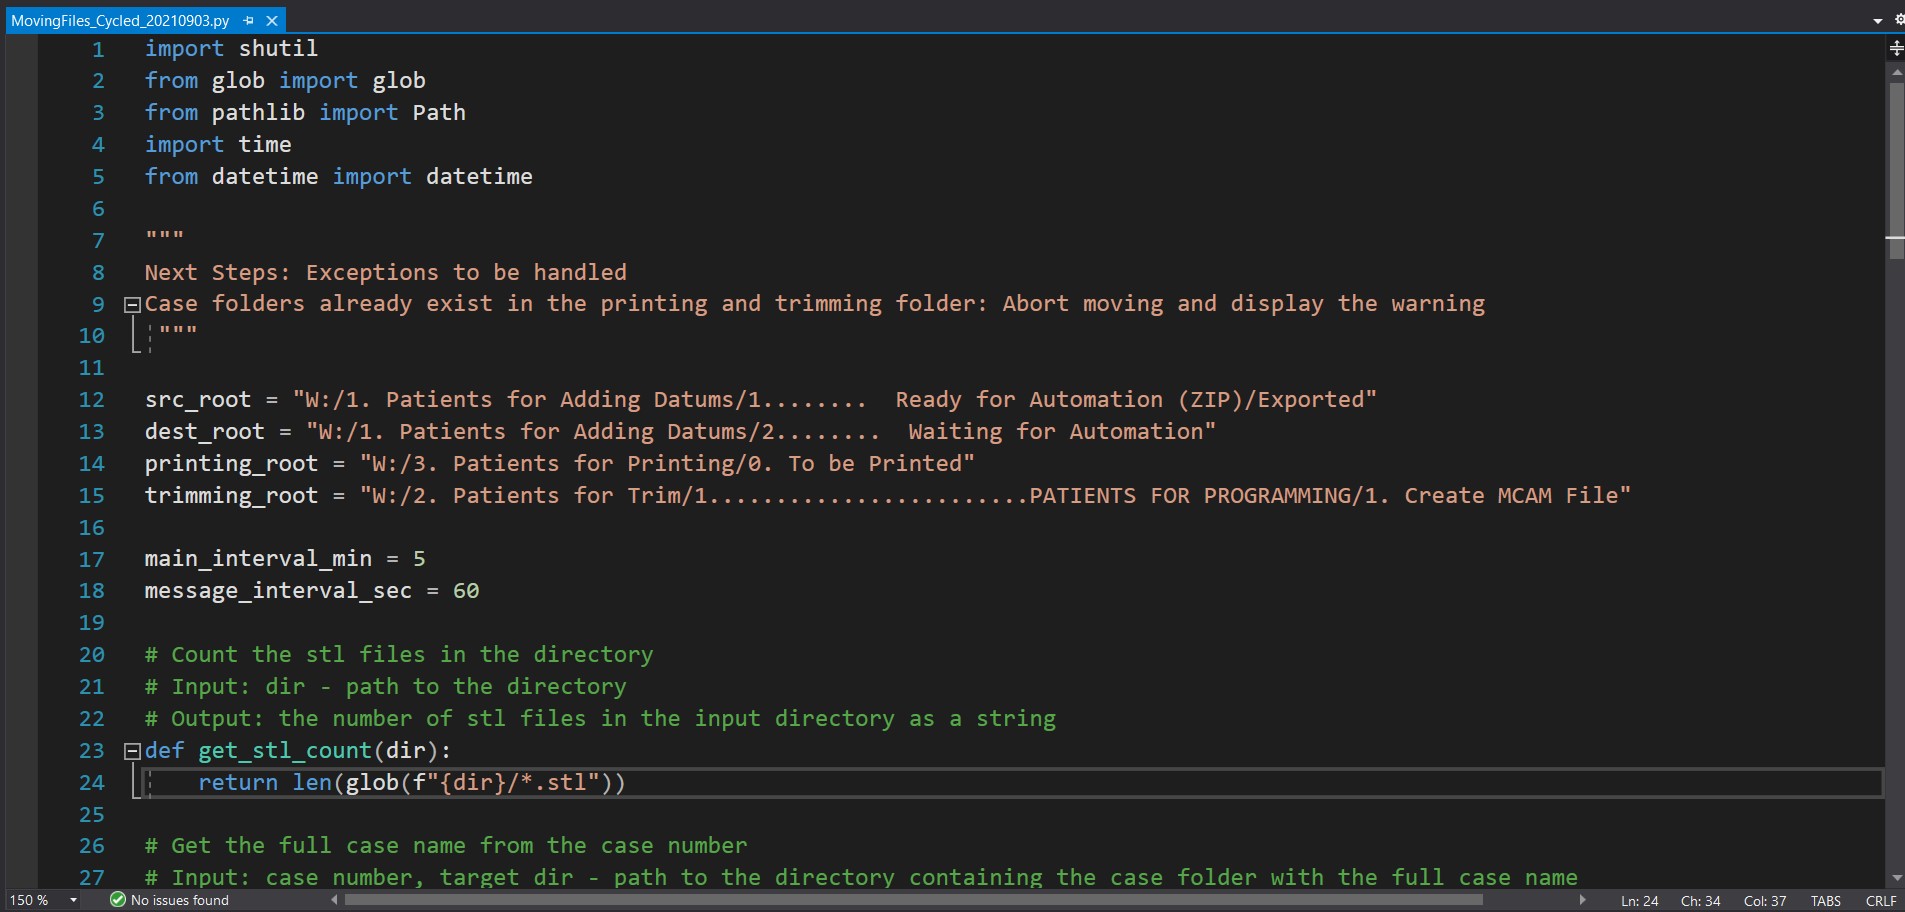 MovingFiles_Cycled_20210903.py
1 import shutil
2 from glob import glob
3 from pathlib import Path
4 import time
5 from datetime import datetime
6
7 """
8 Next Steps: Exceptions to be handled
9 Case folders already exist in the printing and trimming folder: Abort moving and display the warning
10 """
11
12 src_root = "W:/1. Patients for Adding Datums/1........  Ready for Automation (ZIP)/Exported"
13 dest_root = "W:/1. Patients for Adding Datums/2........  Waiting for Automation"
14 printing_root = "W:/3. Patients for Printing/0. To be Printed"
15 trimming_root = "W:/2. Patients for Trim/1........................PATIENTS FOR PROGRAMMING/1. Create MCAM File"
16
17 main_interval_min = 5
18 message_interval_sec = 60
19
20 # Count the stl files in the directory
21 # Input: dir - path to the directory
22 # Output: the number of stl files in the input directory as a string
23 def get_stl_count(dir):
24 return len(glob(f"{dir}/*.stl"))
25
26 # Get the full case name from the case number
27 # Input: case number, target dir - path to the directory containing the case folder with the full case name
150 % No issues found Ln: 24 Ch: 34 Col: 37 TABS CRLF